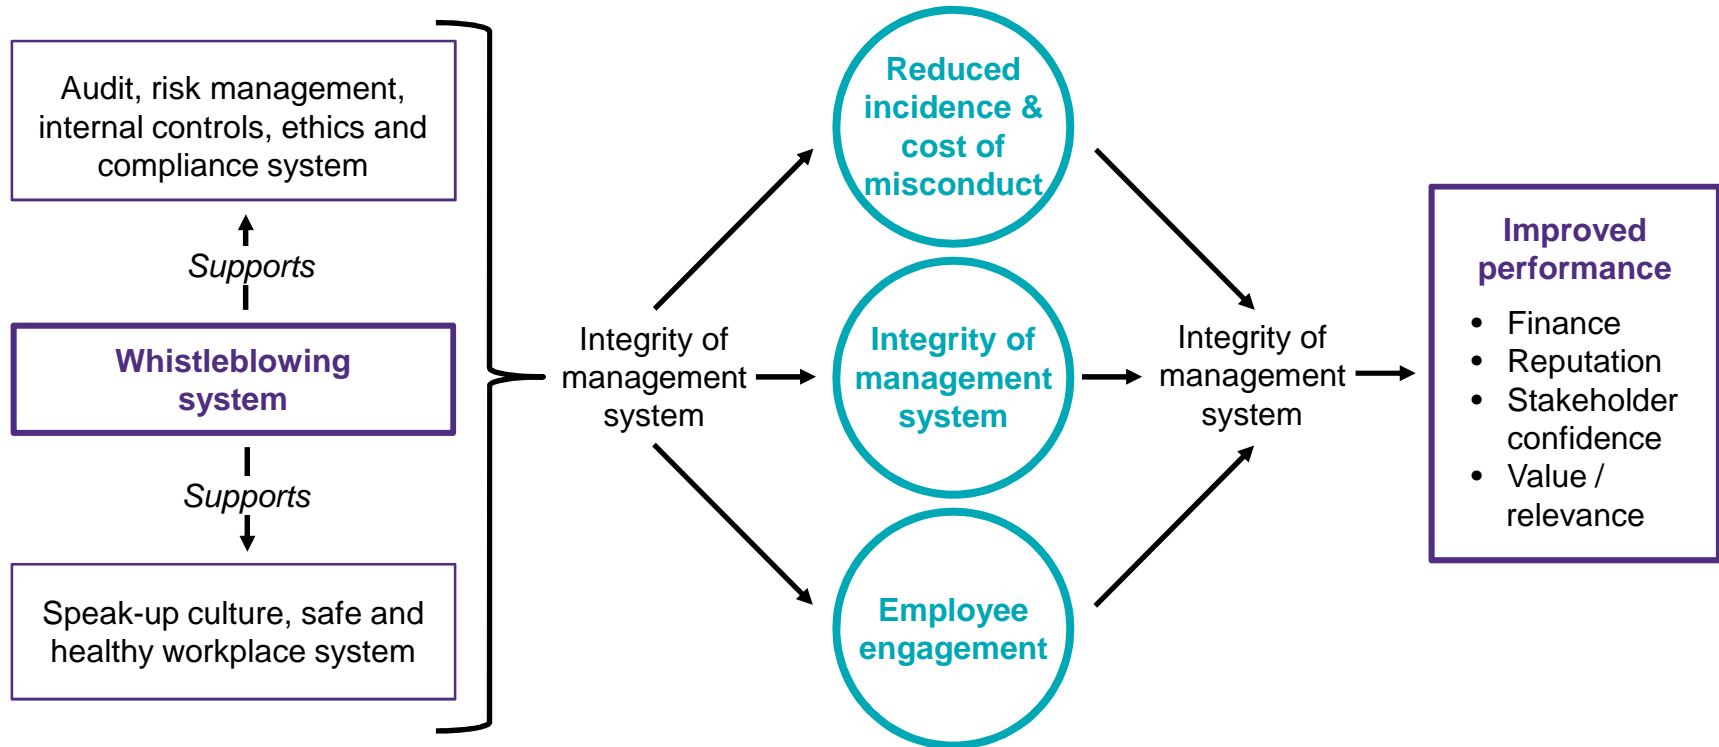 Audit, risk management,
internal controls, ethics and
compliance system
Supports
Whistleblowing
system
Supports
Speak-up culture, safe and
healthy workplace system
Integrity of
management
system
Reduced
incidence &
cost of
misconduct
Integrity of
management
system
Employee
engagement
Integrity of
management
system
Improved
performance
• Finance
• Reputation
• Stakeholder
confidence
• Value /
relevance